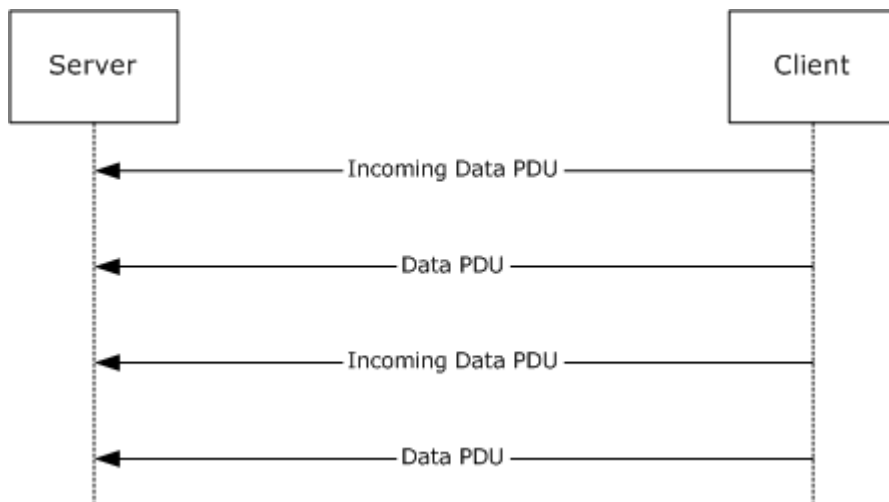 Server
Client
Incoming Data PDU
Data PDU
Incoming Data PDU
Data PDU